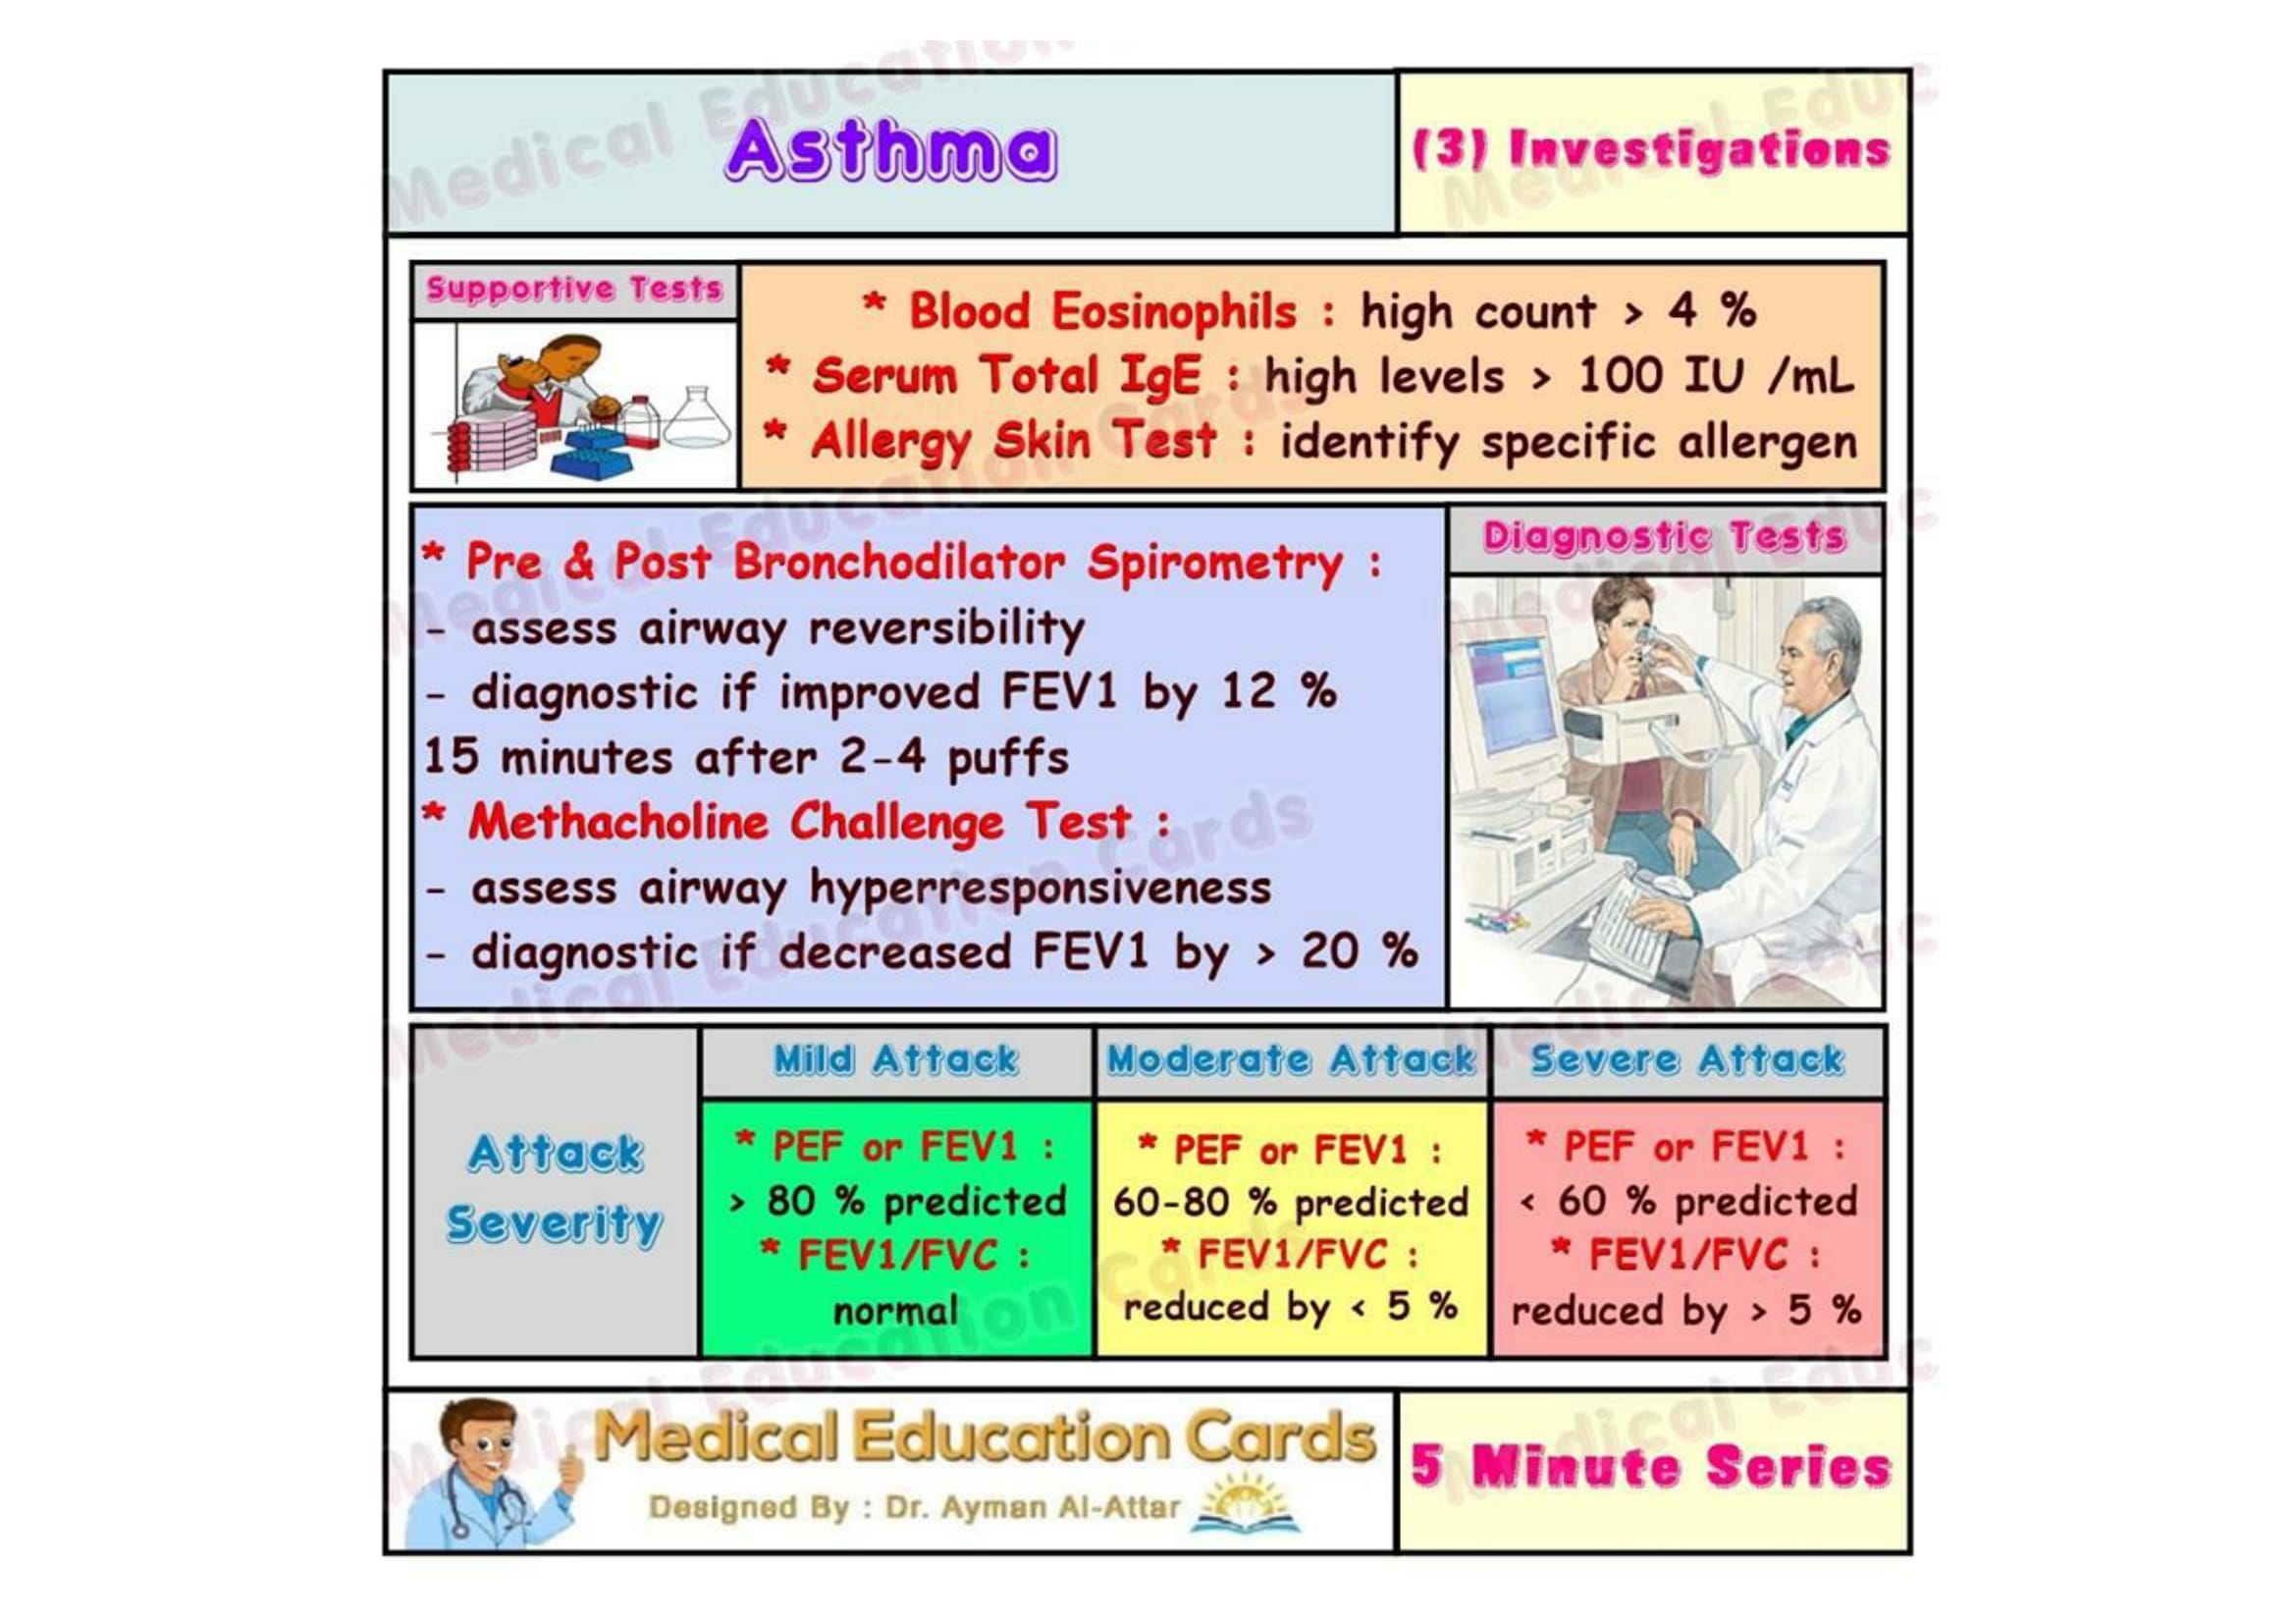 Asthma
(3) Investigations
Supportive Tests
* Blood Eosinophils : high count > 4 %
* Serum Total IgE : high levels > 100 IU /mL
* Allergy Skin Test : identify specific allergen
* Pre & Post Bronchodilator Spirometry :
- assess airway reversibility
- diagnostic if improved FEV1 by 12 %
15 minutes after 2-4 puffs
* Methacholine Challenge Test :
- assess airway hyperresponsiveness
- diagnostic if decreased FEV1 by > 20 %
Diagnostic Tests
Attack
Severity
Mild Attack
* PEF or FEV1 :
> 80 % predicted
* FEV1/FVC :
normal
Moderate Attack
* PEF or FEV1 :
60-80 % predicted
* FEV1/FVC :
reduced by < 5 %
Severe Attack
* PEF or FEV1 :
< 60 % predicted
* FEV1/FVC :
reduced by > 5 %
Medical Education Cards
Designed By : Dr. Ayman Al-Attar
5 Minute Series